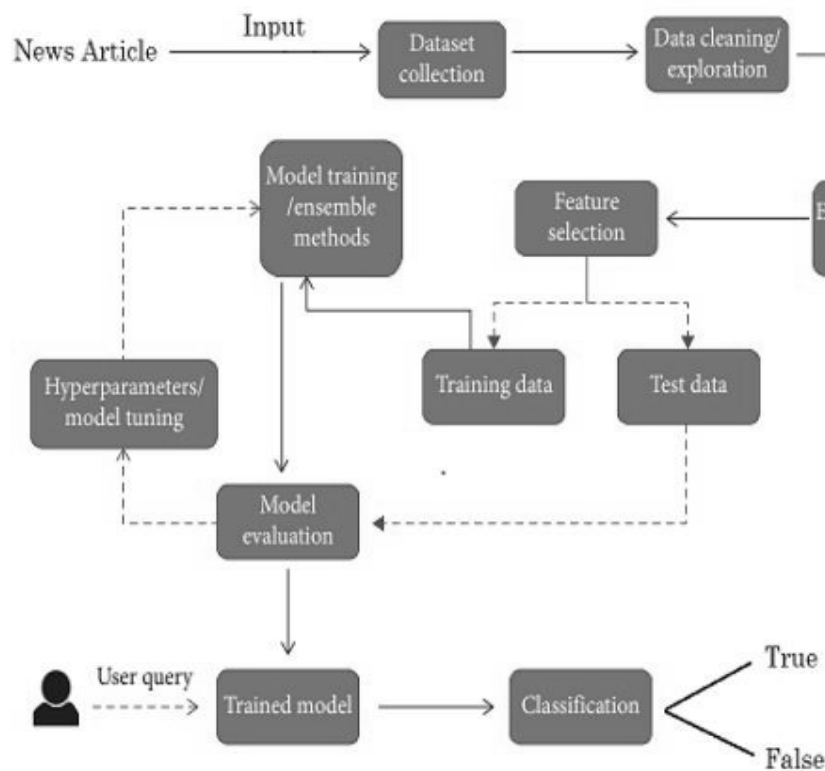 Input
News Article
Dataset
collection
Data cleaning/
exploration
Model training
/ensemble
methods
Feature
selection
Hyperparameters/
model tuning
Training data
Test data
Model
evaluation
User query
Trained model
Classification
True
False